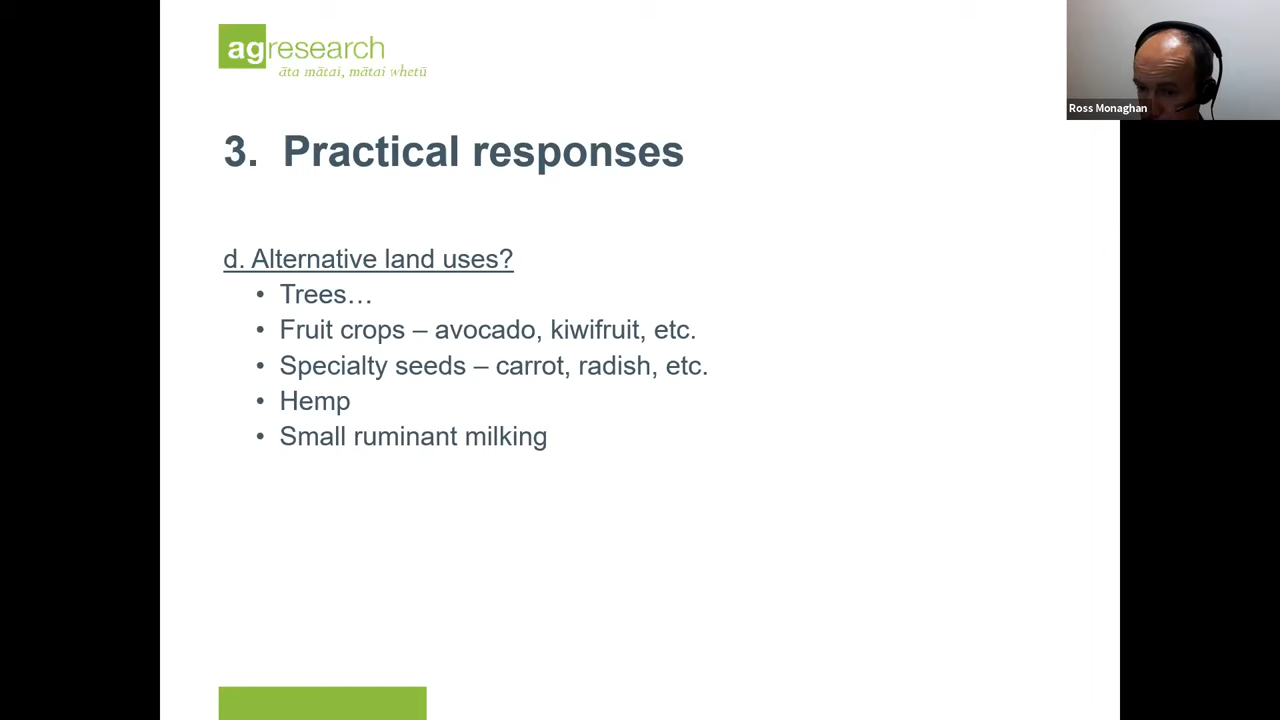 agresearch
āta mātai, mātai whetū
Ross Monaghan
3. Practical responses
d. Alternative land uses?
• Trees…
• Fruit crops – avocado, kiwifruit, etc.
• Specialty seeds – carrot, radish, etc.
• Hemp
• Small ruminant milking